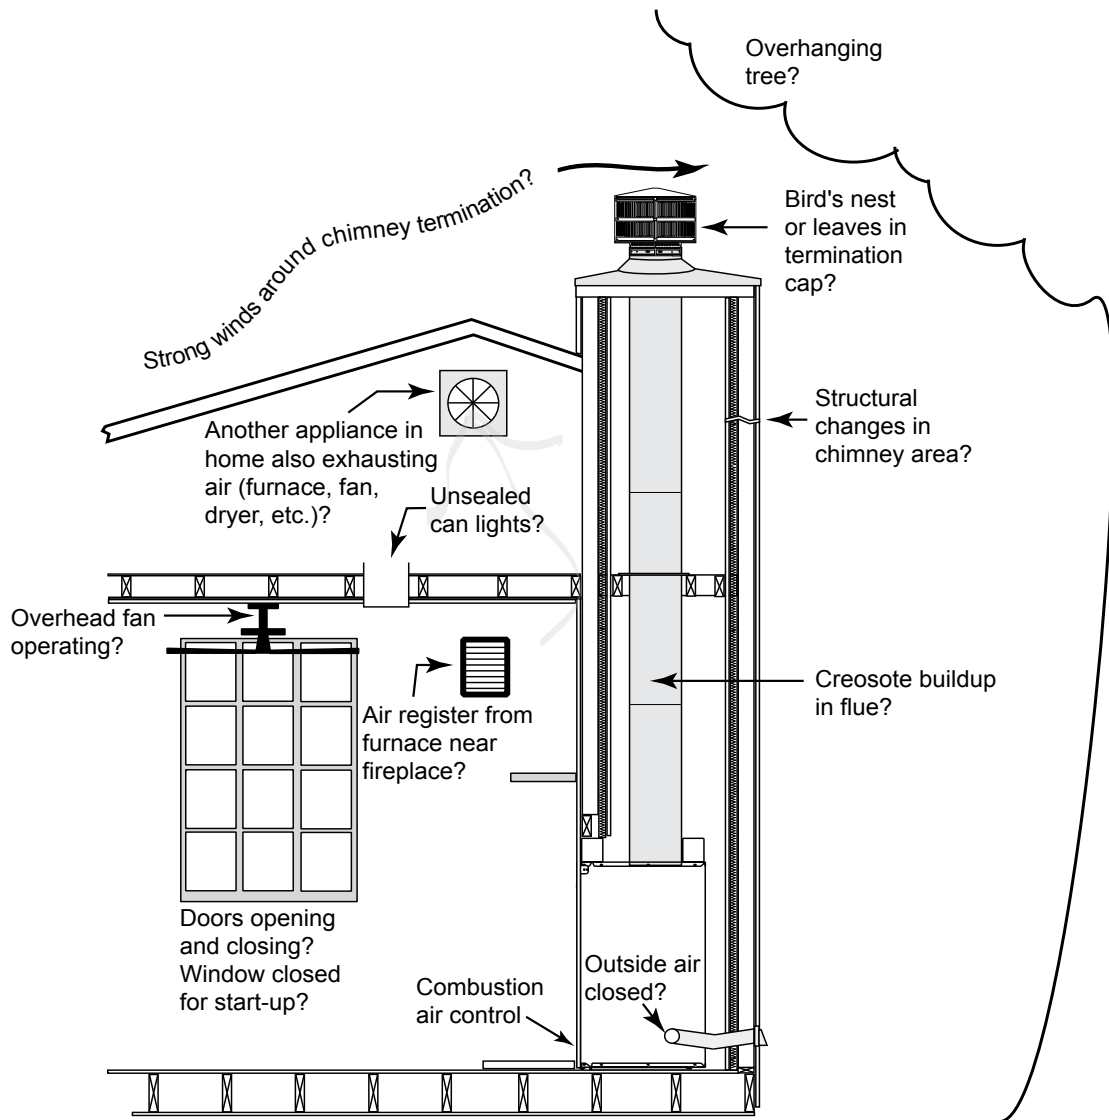 Overhanging
tree?
Strong winds around chimney termination?
Bird's nest
or leaves in
termination
cap?
Structural
changes in
chimney area?
Another appliance in
home also exhausting
air (furnace, fan,
dryer, etc.)?
Unsealed
can lights?
Overhead fan
operating?
Air register from
furnace near
fireplace?
Creosote buildup
in flue?
Doors opening
and closing?
Window closed
for start-up?
Combustion
air control
Outside air
closed?